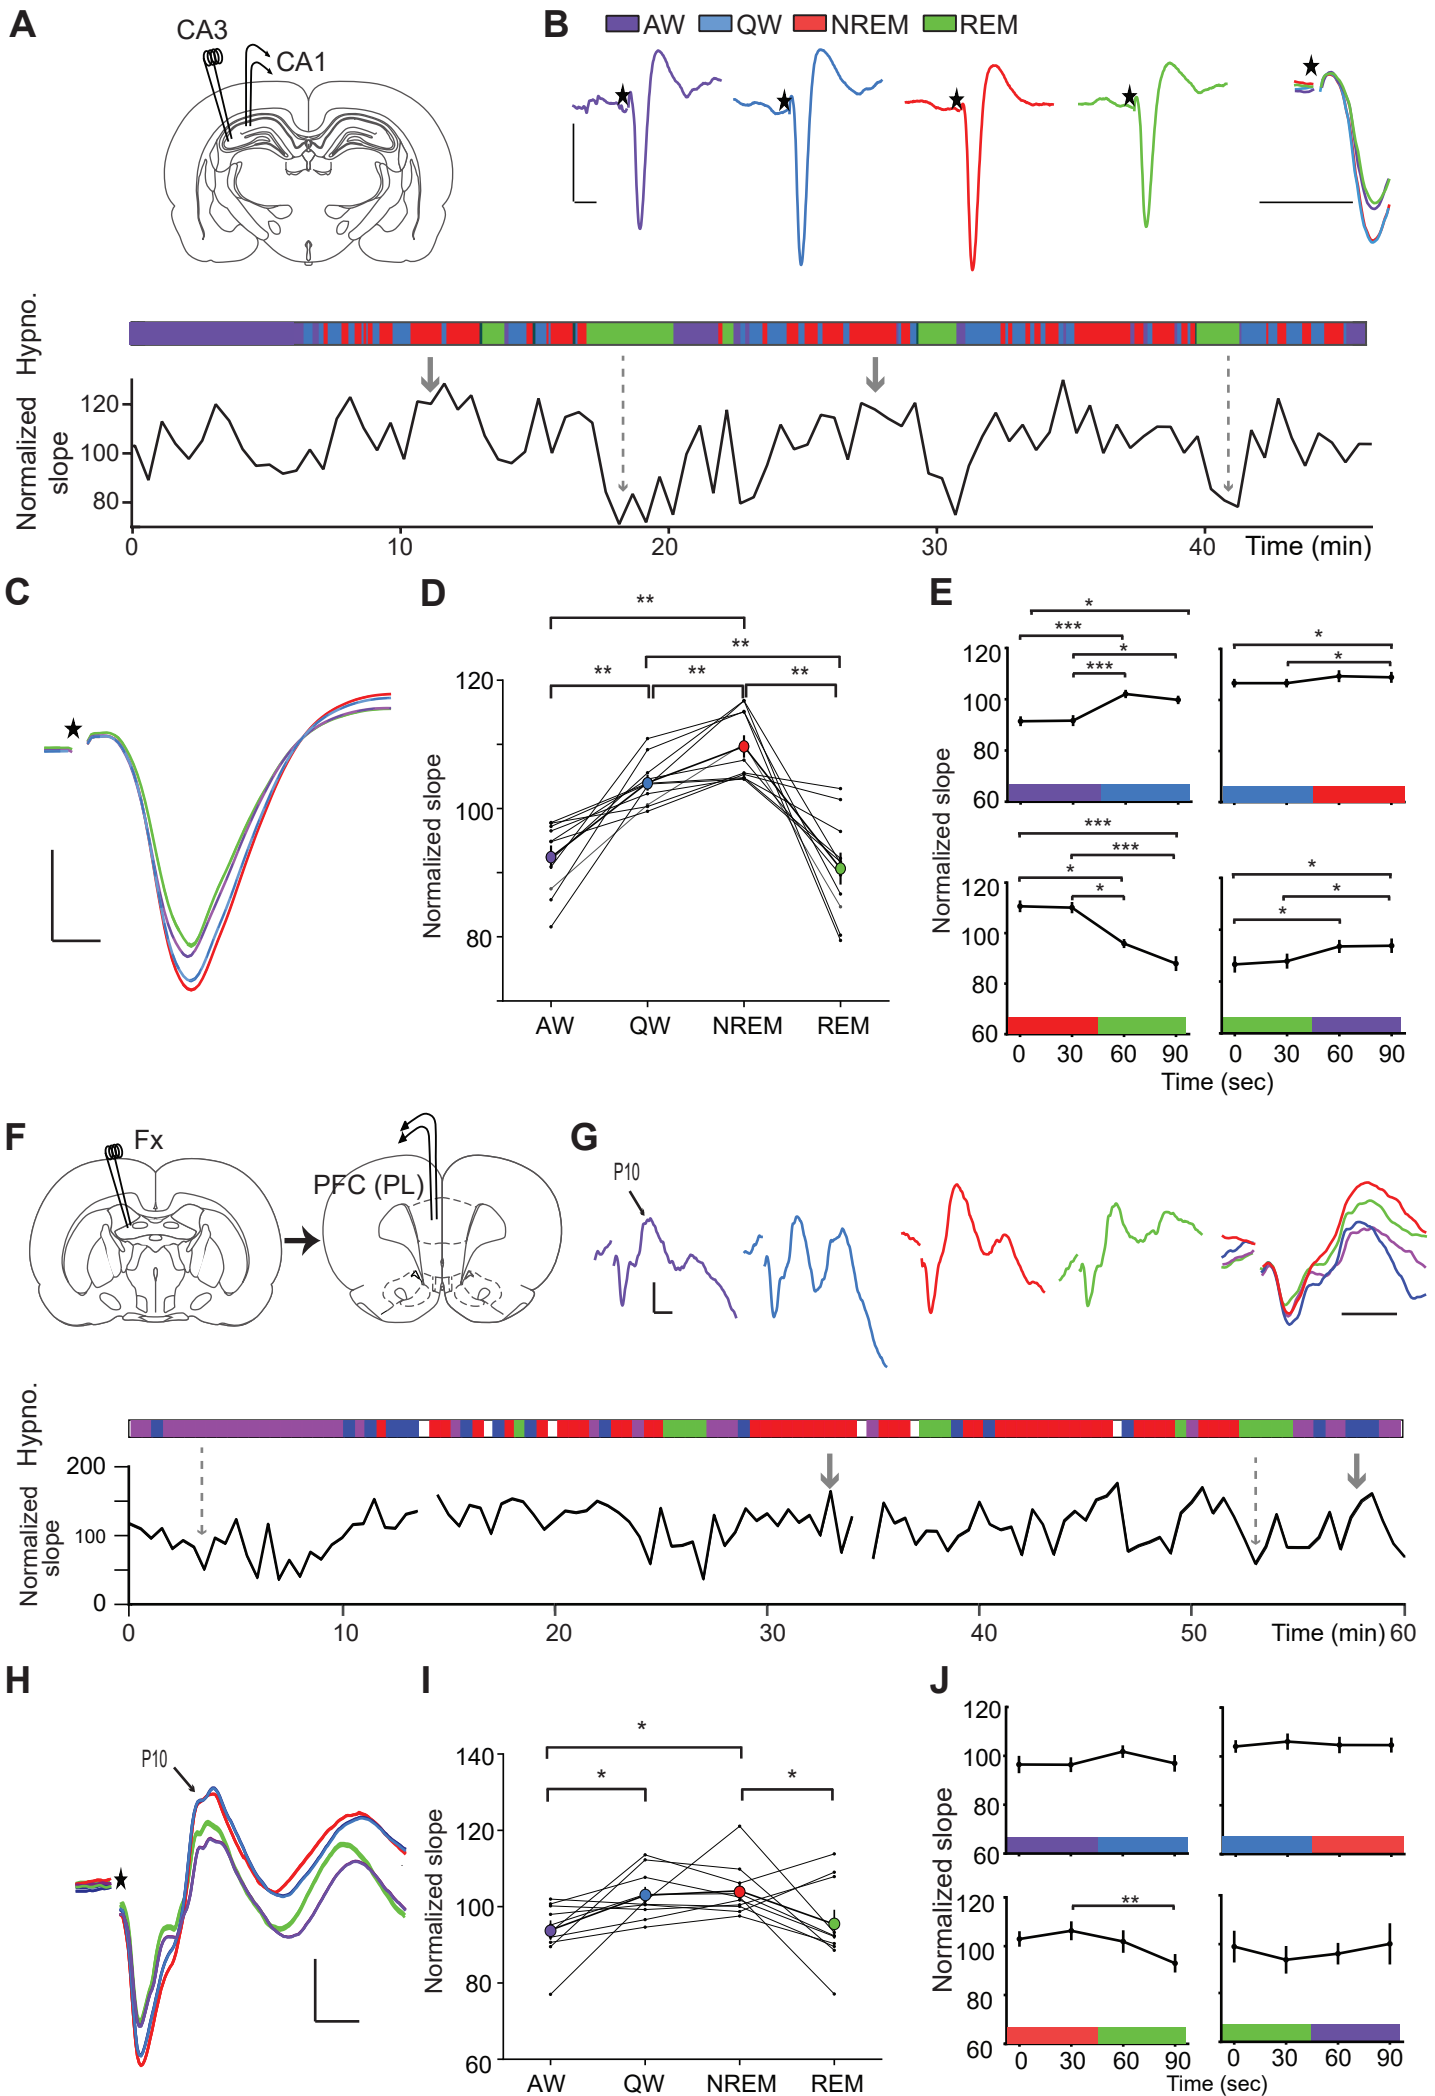 A
CA3
CA1
B
AW QW NREM REM
Hypno.
Normalized
slope
120
100
80
0 10 20 30 40 Time (min)
C
D
**
**
** ** **
120
100
80
Normalized slope
AW QW NREM REM
E
*
***
*
***
120
100
80
60
*
*
Normalized slope
***
***
*
*
120
100
80
60
*
*
*
0 30 60 90 0 30 60 90
Time (sec)
F
Fx
PFC (PL)
G
P10
Hypno.
Normalized
slope
200
100
0
0 10 20 30 40 50 Time (min) 60
H
P10
I
*
* *
140
120
100
80
60
Normalized slope
AW QW NREM REM
J
120
100
80
60
Normalized slope
**
120
100
80
60
0 30 60 90 0 30 60 90
Time (sec)